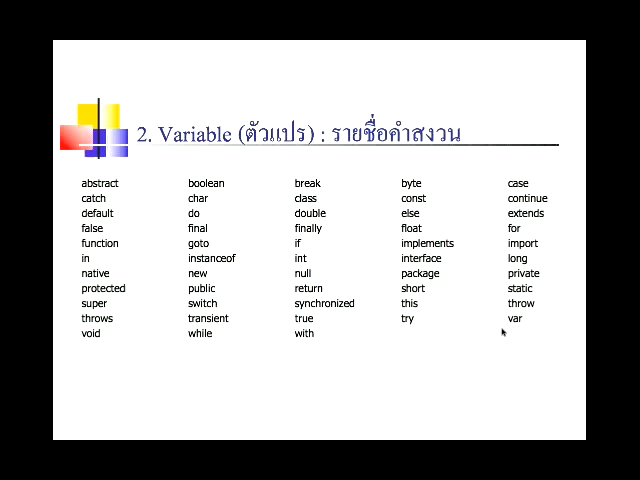 2. Variable (ตัวแปร) : รายชื่อคำสงวน
abstract boolean break byte case
catch char class const continue
default do double else extends
false final finally float for
function goto if implements import
in instanceof int interface long
native new null package private
protected public return short static
super switch synchronized this throw
throws transient true try var
void while with